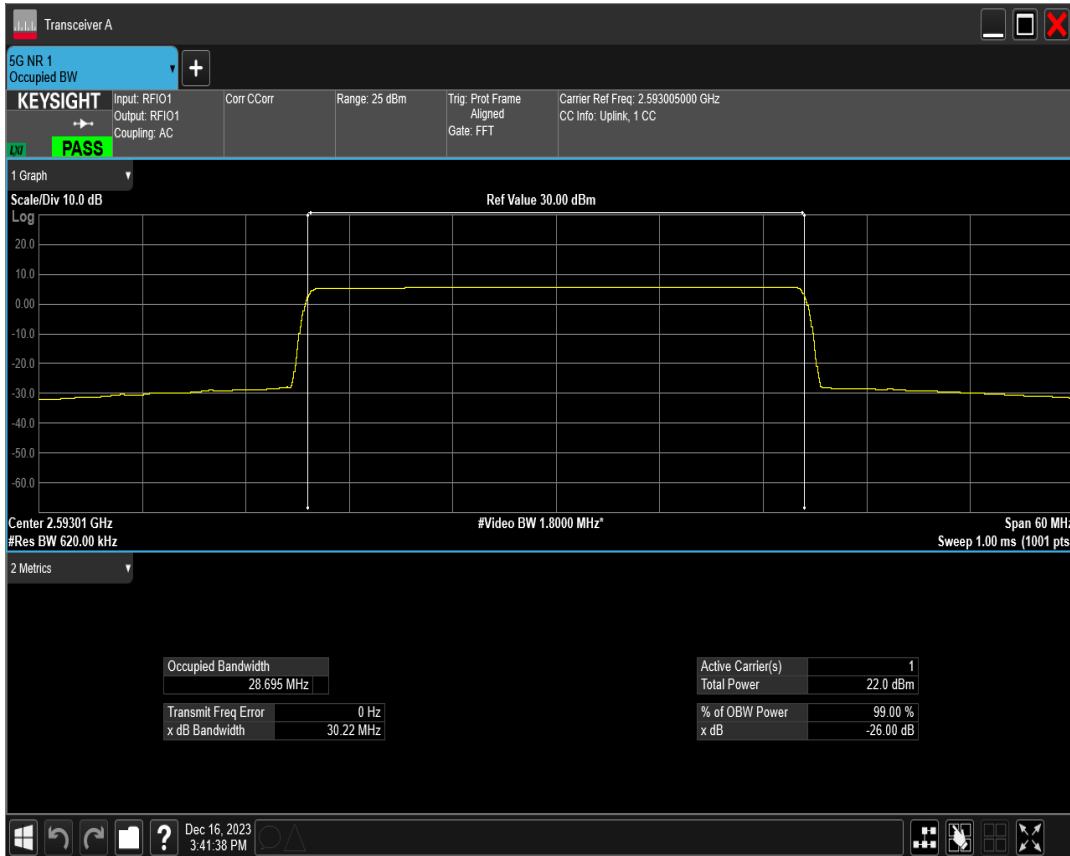 Transceiver A
5G NR 1
Occupied BW
+
KEYSIGHT
LXI
PASS
Input: RFIO1
Output: RFIO1
Coupling: AC
Corr CCorr
Range: 25 dBm
Trig: Prot Frame
Aligned
Gate: FFT
Carrier Ref Freq: 2.593005000 GHz
CC Info: Uplink, 1 CC
1 Graph
Scale/Div 10.0 dB
Ref Value 30.00 dBm
Log
20.0
10.0
0.00
-10.0
-20.0
-30.0
-40.0
-50.0
-60.0
Center 2.59301 GHz
#Video BW 1.8000 MHz*
Span 60 MHz
#Res BW 620.00 kHz
Sweep 1.00 ms (1001 pts
2 Metrics
Occupied Bandwidth
28.695 MHz
Transmit Freq Error 0 Hz
x dB Bandwidth 30.22 MHz
Active Carrier(s) 1
Total Power 22.0 dBm
% of OBW Power 99.00 %
x dB -26.00 dB
?
Dec 16, 2023
3:41:38 PM